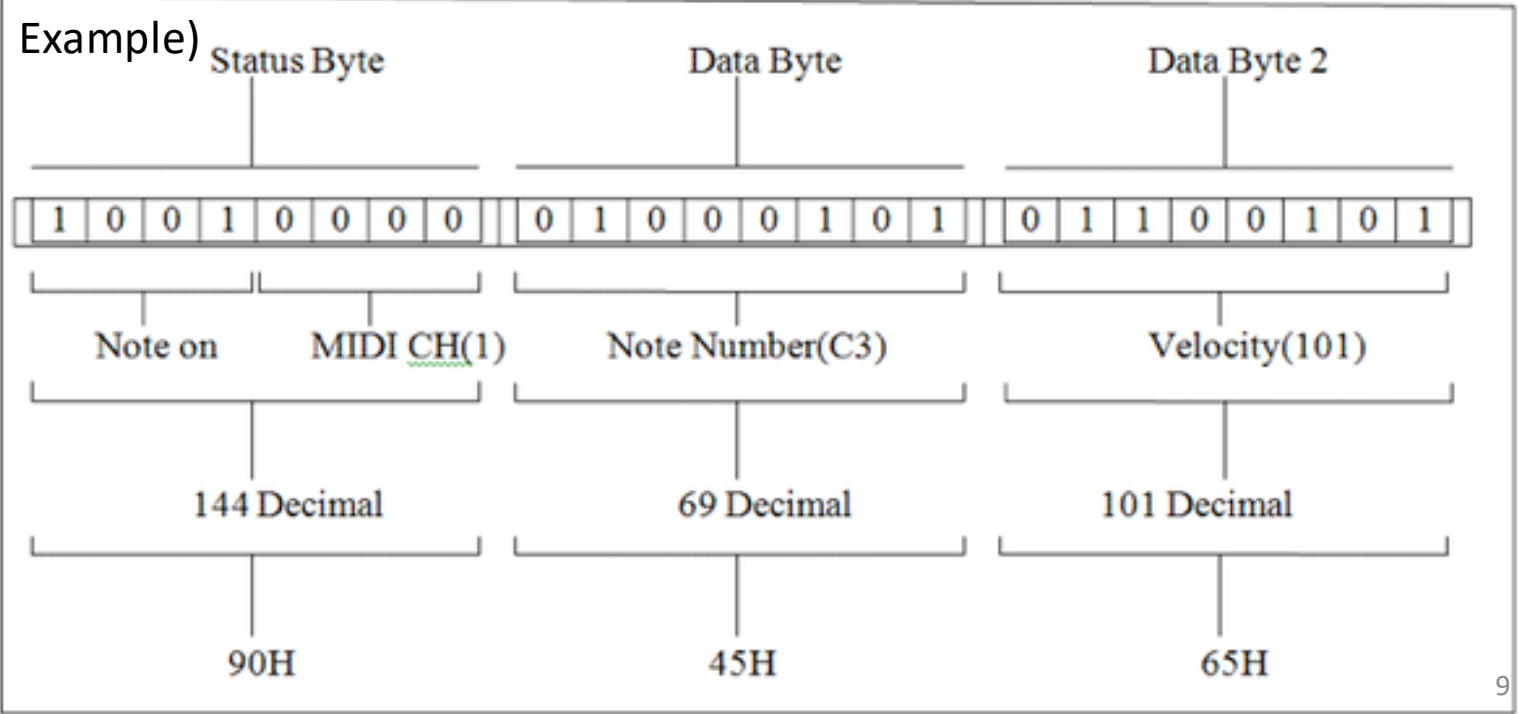 Example)
Status Byte Data Byte Data Byte 2
1 0 0 1 0 0 0 0 0 1 0 0 0 1 0 1 0 1 1 0 0 1 0 1
Note on MIDI CH(1) Note Number(C3) Velocity(101)
144 Decimal 69 Decimal 101 Decimal
90H 45H 65H
9